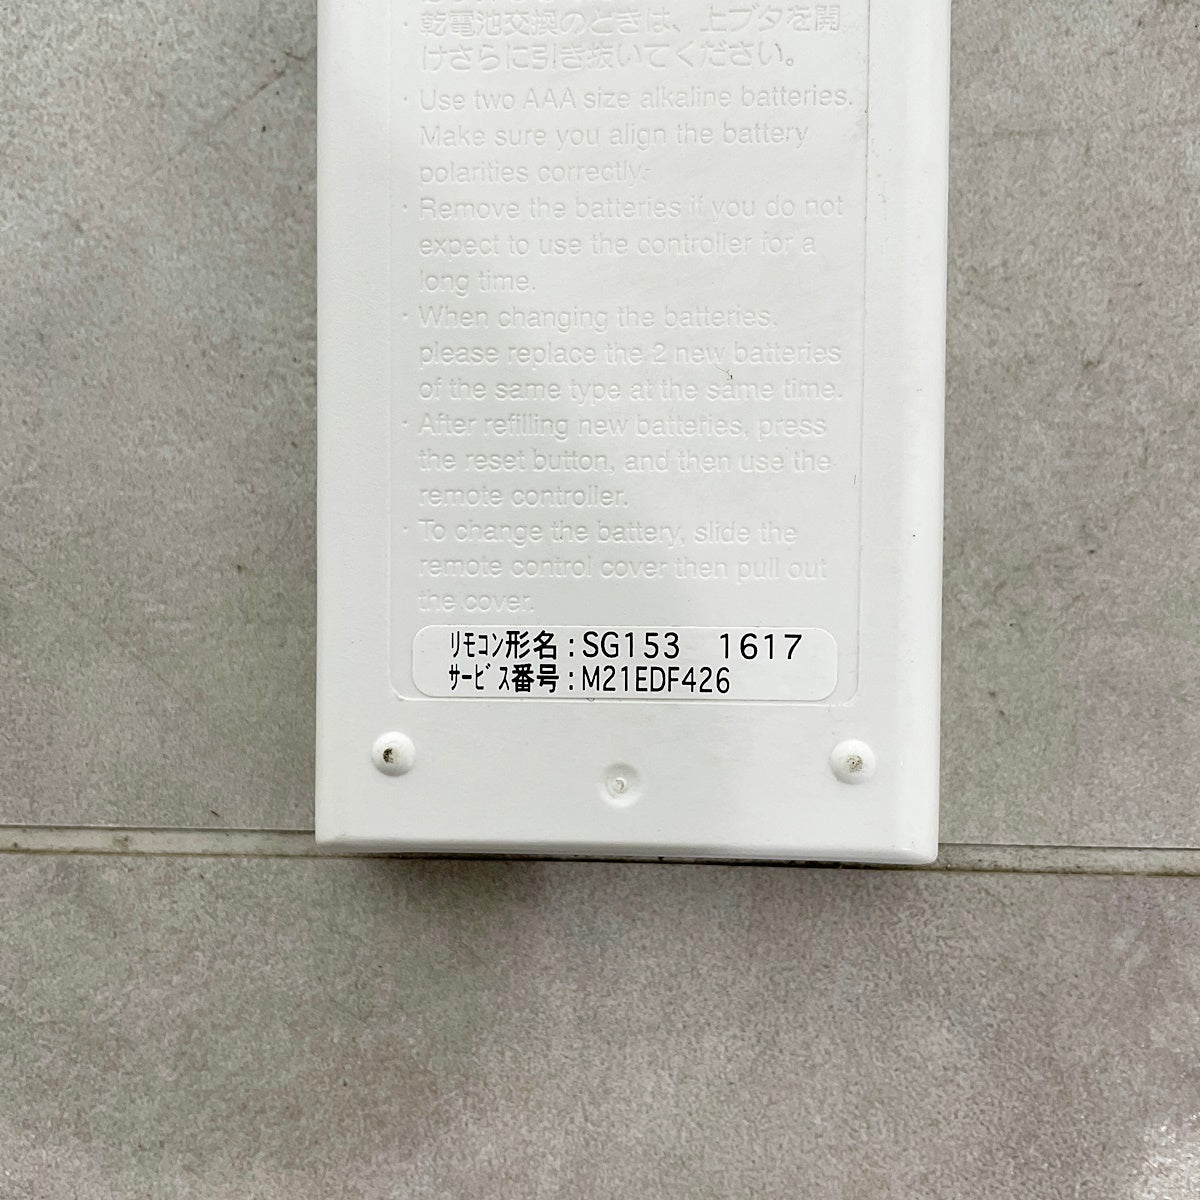 ・乾電池交換のときは、上ブタを開
けさらに引き抜いてください。
・Use two AAA size alkaline batteries.
Make sure you align the battery
polarities correctly.
・Remove the batteries if you do not
expect to use the controller for a
long time.
・When changing the batteries,
please replace the 2 new batteries
of the same type at the same time.
・After refilling new batteries, press
the reset button, and then use the
remote controller.
・To change the battery, slide the
remote control cover then pull out
the cover.
ﾘﾓｺﾝ形名:SG153 1617
ｻｰﾋﾞｽ番号:M21EDF426